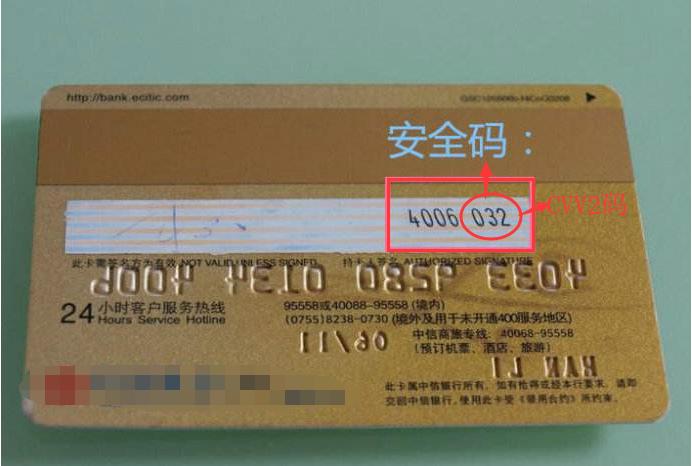 http://bank.ecitic.com
安全码：
4006 032
CVV2码
此卡需签名方为有效 NOT VALID UNLESS SIGNED 持卡人签名 AUTHORIZED SIGNATURE
24小时客户服务热线
Hours Service Hotline
95558或40088-95558 (境内)
(0755)8238-0730 (境外及用于未开通400服务地区)
中信商旅专线: 40068-95558
(预订机票、酒店、旅游)
此卡属中信银行所有，如有拾得或经本行要求，请即
交回中信银行，使用此卡受《领用合约》所约束。